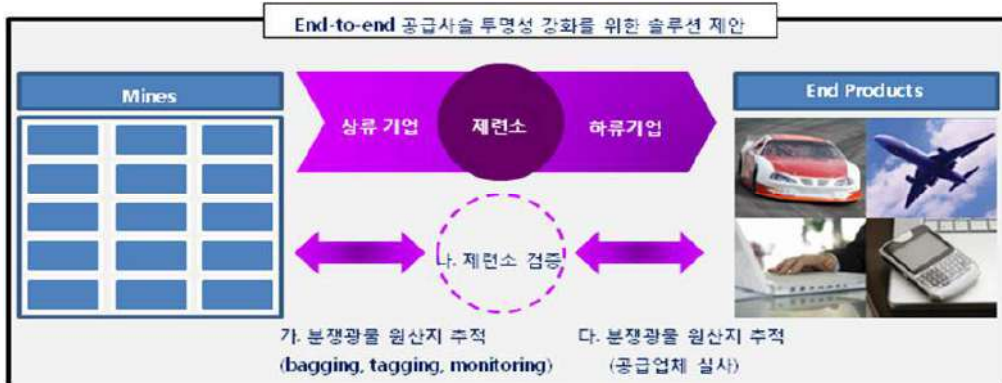 End-to-end 공급사슬 투명성 강화를 위한 솔루션 제안
Mines
상류 기업
제련소
하류기업
End Products
나. 제련소 검증
가. 분쟁광물 원산지 추적
(bagging, tagging, monitoring)
다. 분쟁광물 원산지 추적
(공급업체 실사)